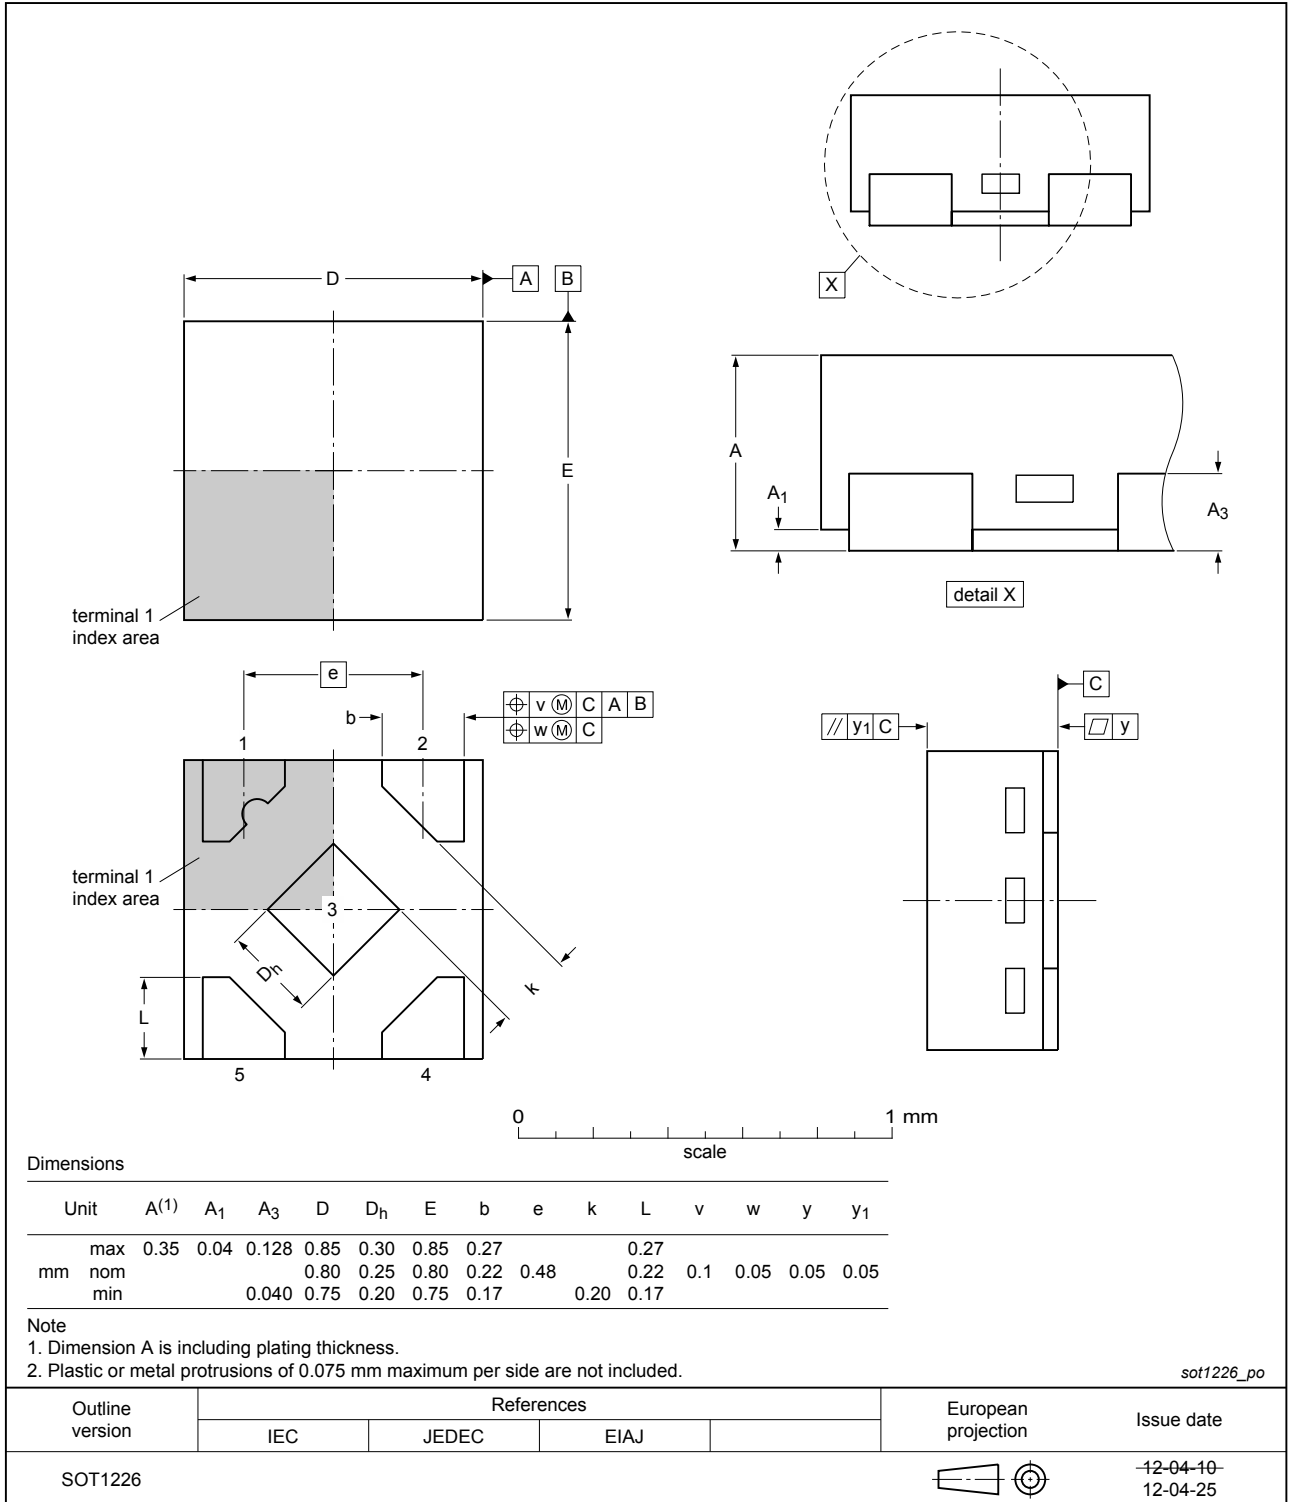 X
D
A
B
E
terminal 1
index area
A
A1
A3
detail X
e
b
v M C A B
w M C
1
2
terminal 1
index area
3
Dh
k
L
5
4
C
// y1 C
y
0
1 mm
scale
Dimensions
Unit A(1) A1 A3 D Dh E b e k L v w y y1
max 0.35 0.04 0.128 0.85 0.30 0.85 0.27 0.27
mm nom 0.80 0.25 0.80 0.22 0.48 0.22 0.1 0.05 0.05 0.05
min 0.040 0.75 0.20 0.75 0.17 0.20 0.17
Note
1. Dimension A is including plating thickness.
2. Plastic or metal protrusions of 0.075 mm maximum per side are not included.
sot1226_po
Outline
version
References
IEC JEDEC EIAJ
European
projection
Issue date
SOT1226
12-04-10
12-04-25